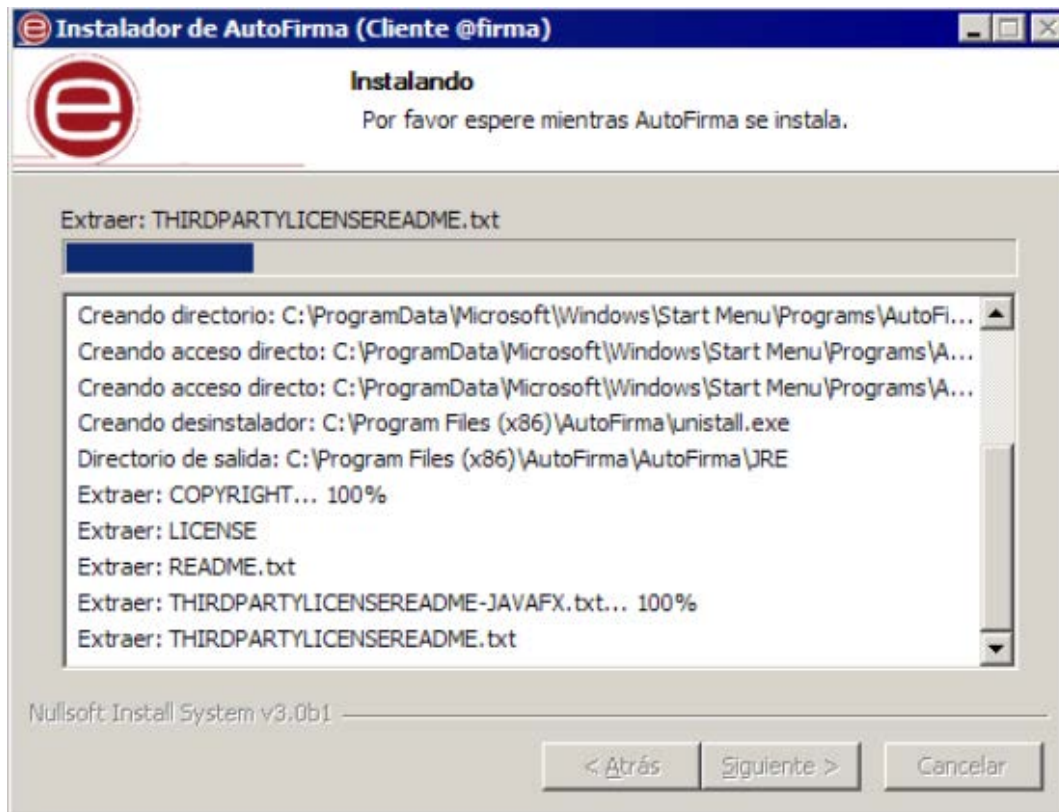 Instalador de AutoFirma (Cliente @firma)
Instalando
Por favor espere mientras AutoFirma se instala.
Extraer: THIRDPARTYLICENSEREADME.txt
Creando directorio: C:\ProgramData\Microsoft\Windows\Start Menu\Programs\AutoFi...
Creando acceso directo: C:\ProgramData\Microsoft\Windows\Start Menu\Programs\A...
Creando acceso directo: C:\ProgramData\Microsoft\Windows\Start Menu\Programs\A...
Creando desinstalador: C:\Program Files (x86)\AutoFirma\unistall.exe
Directorio de salida: C:\Program Files (x86)\AutoFirma\AutoFirma\JRE
Extraer: COPYRIGHT... 100%
Extraer: LICENSE
Extraer: README.txt
Extraer: THIRDPARTYLICENSEREADME-JAVAFX.txt... 100%
Extraer: THIRDPARTYLICENSEREADME.txt
Nullsoft Install System v3.0b1
< Atrás Siguiente > Cancelar